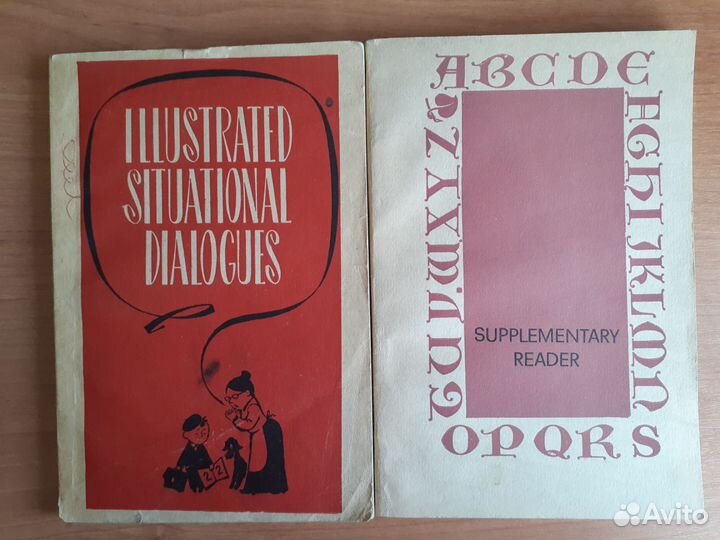 ILLUSTRATED
SITUATIONAL
DIALOGUES
2 2
ABCDE
FGHIJKLMN
OPQRS
TUVWXYZ
SUPPLEMENTARY
READER
Avito